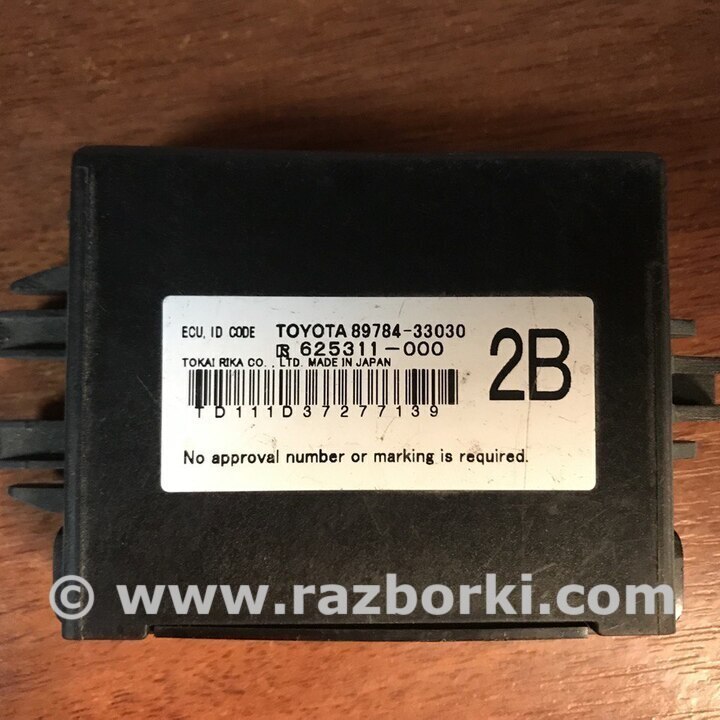 ECU, ID CODE TOYOTA 89784-33030
625311-000
2B
TOKAI RIKA CO., LTD. MADE IN JAPAN
TD111D37277139
No approval number or marking is required.
© www.razborki.com